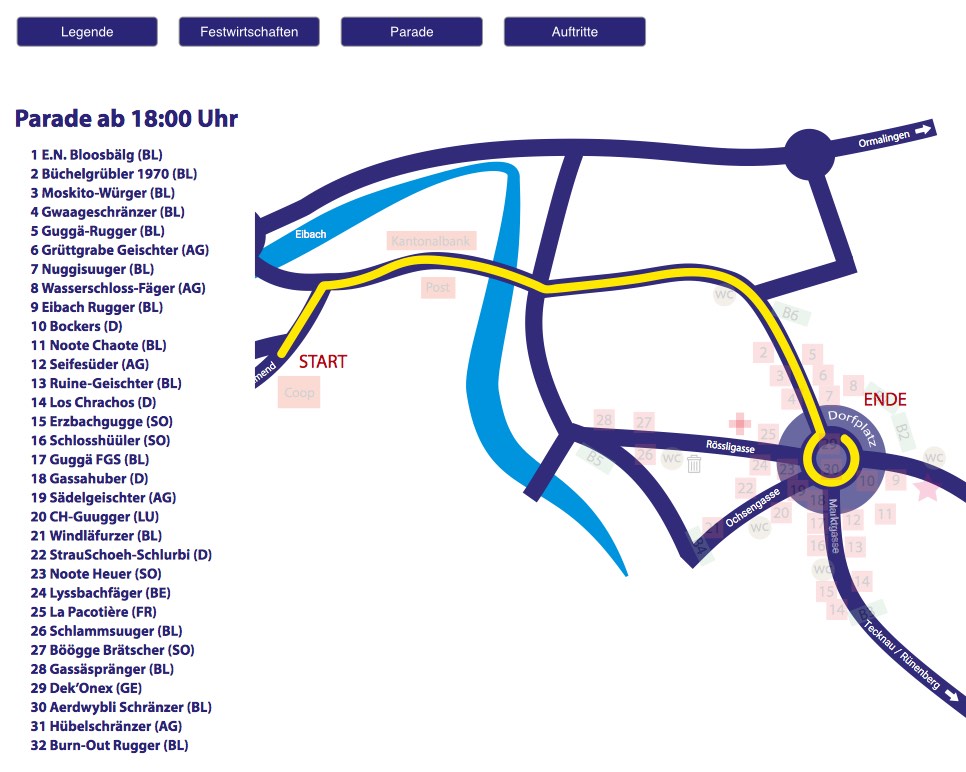 Legende
Festwirtschaften
Parade
Auftritte
Parade ab 18:00 Uhr
1 E.N. Bloosbälg (BL)
2 Büchelgrübler 1970 (BL)
3 Moskito-Würger (BL)
4 Gwaageschränzer (BL)
5 Guggä-Rugger (BL)
6 Grüttgrabe Geischter (AG)
7 Nuggisuuger (BL)
8 Wasserschloss-Fäger (AG)
9 Eibach Rugger (BL)
10 Bockers (D)
11 Noote Chaote (BL)
12 Seifesüder (AG)
13 Ruine-Geischter (BL)
14 Los Chrachos (D)
15 Erzbachgugge (SO)
16 Schlosshüüler (SO)
17 Guggä FGS (BL)
18 Gassahuber (D)
19 Sädelgeischter (AG)
20 CH-Guugger (LU)
21 Windläfurzer (BL)
22 StrauSchoeh-Schlurbi (D)
23 Noote Heuer (SO)
24 Lyssbachfäger (BE)
25 La Pacotière (FR)
26 Schlammsuuger (BL)
27 Böögge Brätscher (SO)
28 Gassäspränger (BL)
29 Dek'Onex (GE)
30 Aerdwybli Schränzer (BL)
31 Hübelschränzer (AG)
32 Burn-Out Rugger (BL)
Ormalingen
Eibach
Kantonalbank
Post
WC
B6
START
mend
Coop
2
5
3
6
4
7
8
ENDE
Dorfplatz
B2
28
27
25
Rössligasse
29
26
WC
B5
24
23
30
10
9
WC
22
19
18
Ochsengasse
20
21
WC
B4
Marktgasse
17
12
11
16
13
WC
14
15
14
Tecknau / Rünenberg